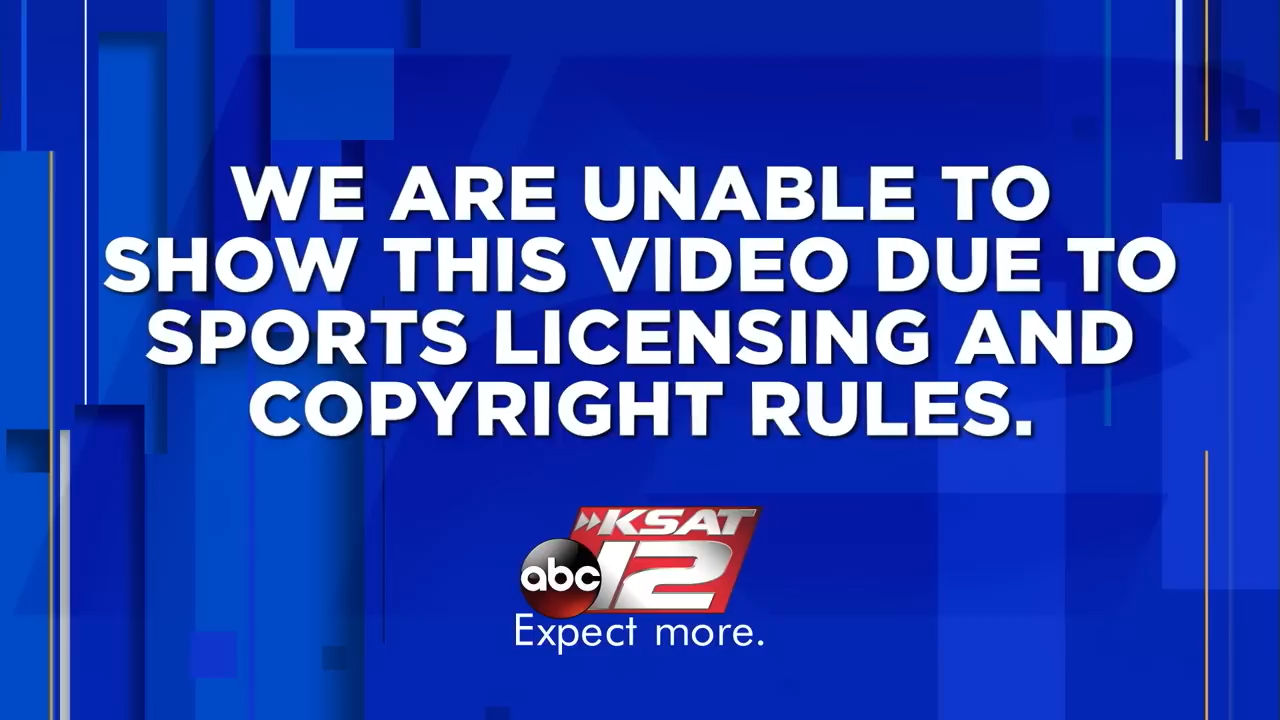 WE ARE UNABLE TO
SHOW THIS VIDEO DUE TO
SPORTS LICENSING AND
COPYRIGHT RULES.
KSAT
abc 12
Expect more.